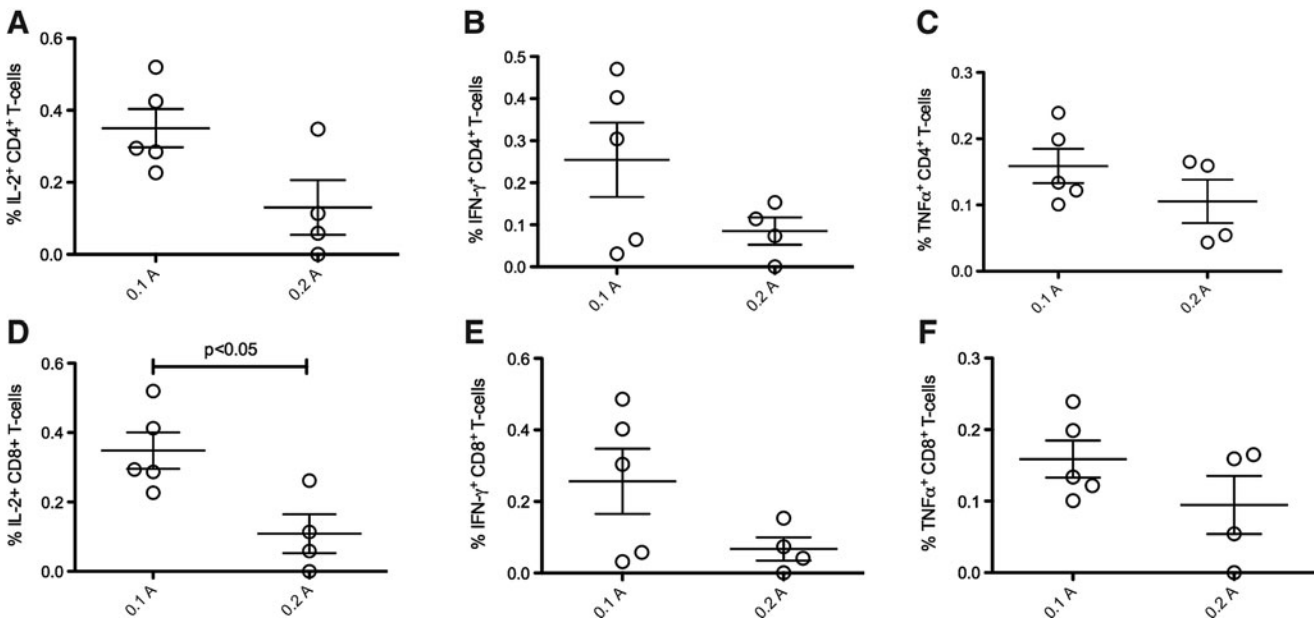 A
% IL-2⁺ CD4⁺ T-cells
0.6
0.4
0.2
0.0
0.1 A
0.2 A
B
% IFN-γ⁺ CD4⁺ T-cells
0.5
0.4
0.3
0.2
0.1
0.0
0.1 A
0.2 A
C
% TNFα⁺ CD4⁺ T-cells
0.3
0.2
0.1
0.0
0.1 A
0.2 A
D
% IL-2+ CD8+ T-cells
0.6
0.4
0.2
0.0
p<0.05
0.1 A
0.2 A
E
% IFN-γ⁺ CD8⁺ T-cells
0.6
0.4
0.2
0.0
0.1 A
0.2 A
F
% TNFα⁺ CD8⁺ T-cells
0.3
0.2
0.1
0.0
0.1 A
0.2 A